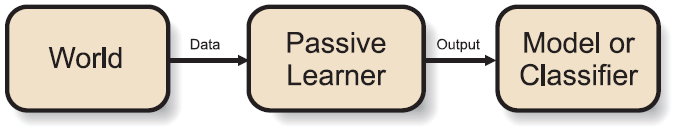 World
Data
Passive
Learner
Output
Model or
Classifier